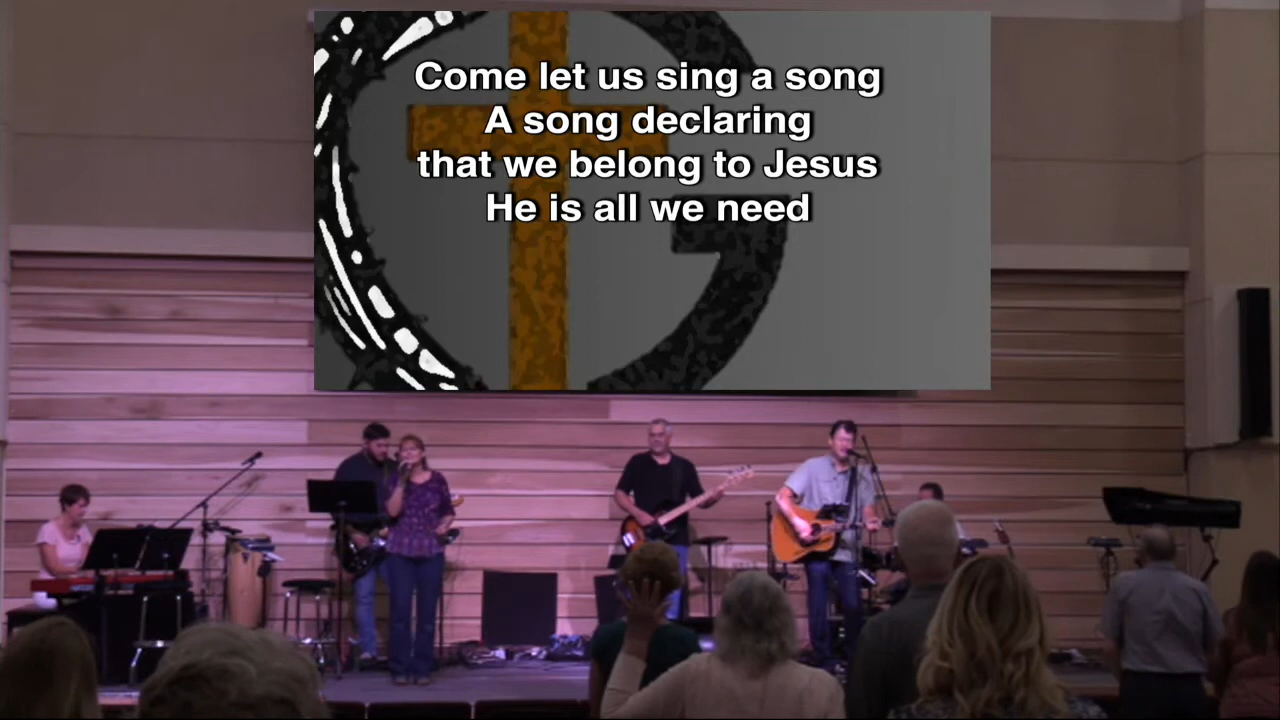 Come let us sing a song
A song declaring
that we belong to Jesus
He is all we need